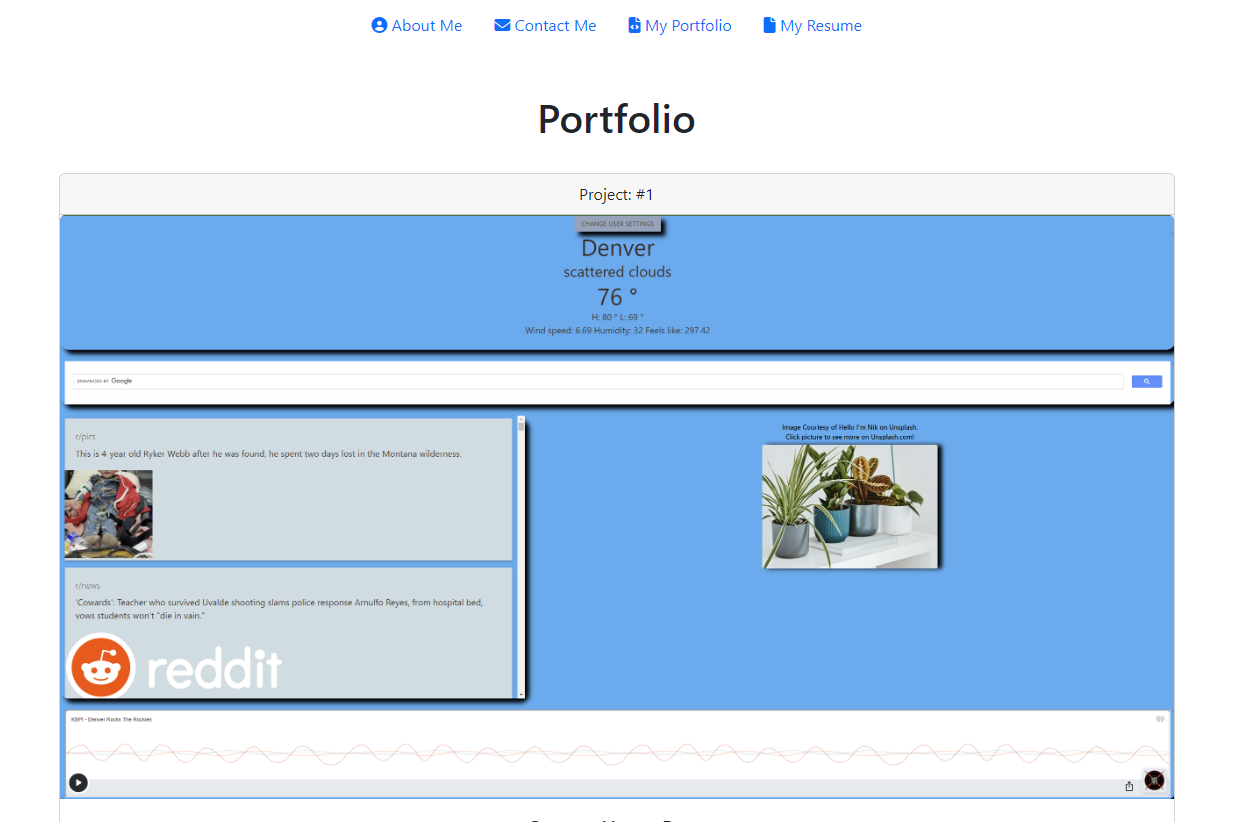 About Me Contact Me My Portfolio My Resume
Portfolio
Project: #1
CHANGE USER SETTINGS
Denver
scattered clouds
76 °
H: 80 ° L: 69 °
Wind speed: 6.69 Humidity: 32 Feels like: 297.42
ENHANCED BY Google
r/pics
This is 4 year old Ryker Webb after he was found, he spent two days lost in the Montana wilderness.
Image Courtesy of Hello I'm Nik on Unsplash.
Click picture to see more on Unsplash.com!
r/news
'Cowards': Teacher who survived Uvalde shooting slams police response Arnulfo Reyes, from hospital bed,
vows students won't "die in vain."
reddit
KBPI - Denver Rocks The Rockies